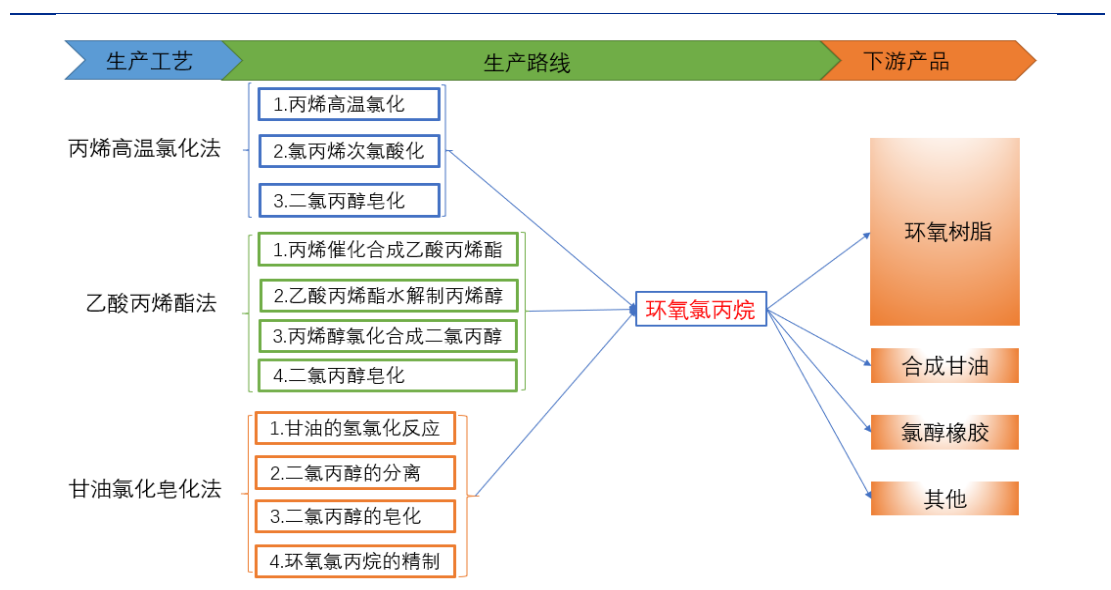 生产工艺
生产路线
下游产品
丙烯高温氯化法
1.丙烯高温氯化
2.氯丙烯次氯酸化
3.二氯丙醇皂化
乙酸丙烯酯法
1.丙烯催化合成乙酸丙烯酯
2.乙酸丙烯酯水解制丙烯醇
3.丙烯醇氯化合成二氯丙醇
4.二氯丙醇皂化
甘油氯化皂化法
1.甘油的氢氯化反应
2.二氯丙醇的分离
3.二氯丙醇的皂化
4.环氧氯丙烷的精制
环氧氯丙烷
环氧树脂
合成甘油
氯醇橡胶
其他